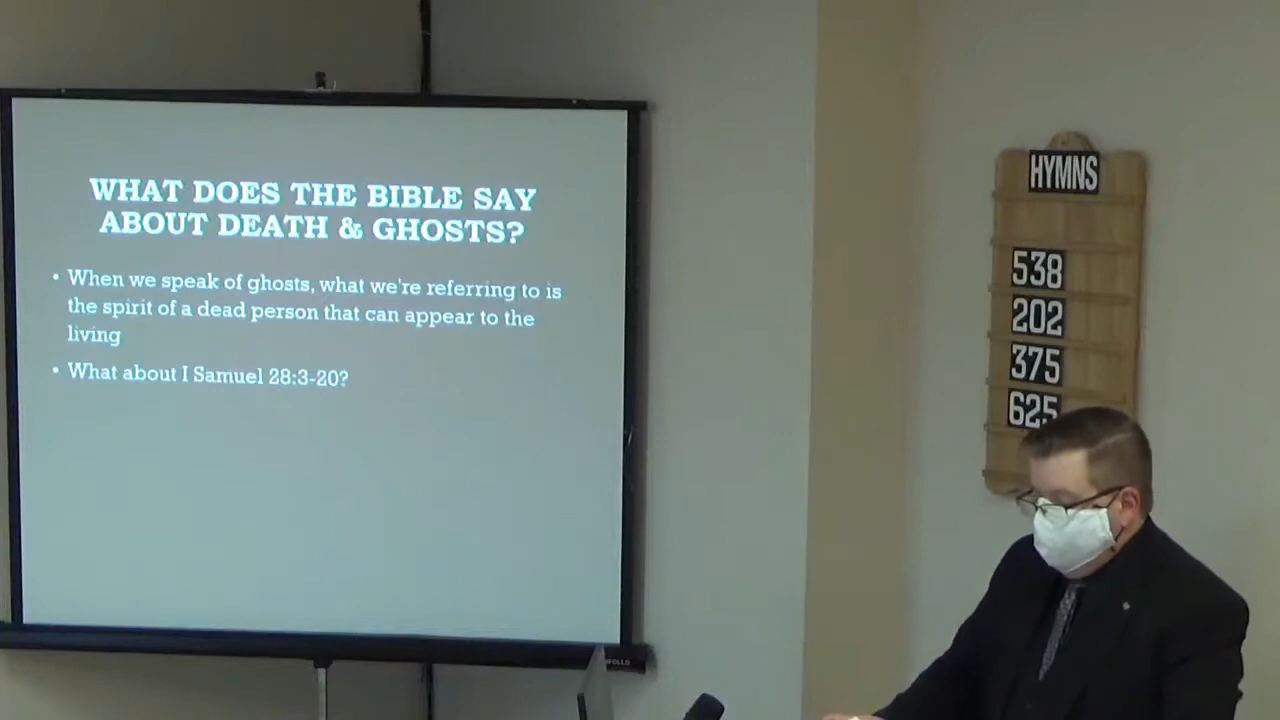 WHAT DOES THE BIBLE SAY
ABOUT DEATH & GHOSTS?
• When we speak of ghosts, what we're referring to is
the spirit of a dead person that can appear to the
living
• What about I Samuel 28:3-20?
HYMNS
538
202
375
625